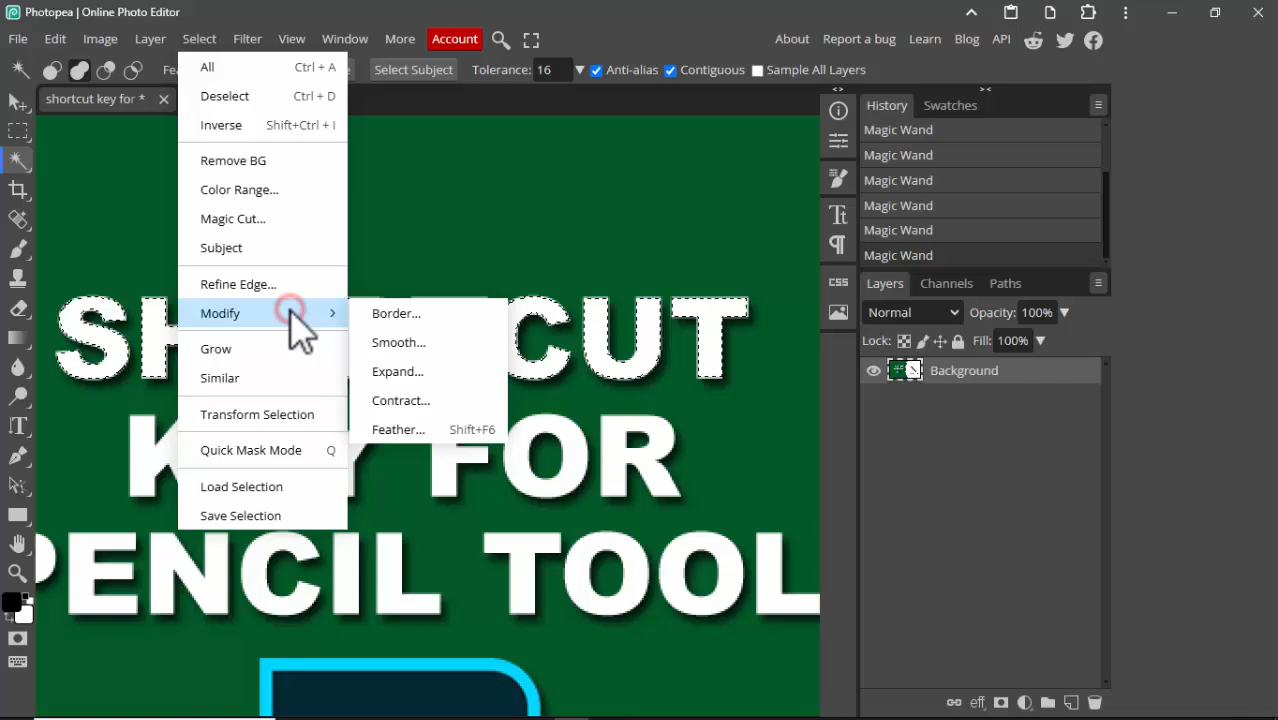 Photopea | Online Photo Editor
File Edit Image Layer Select Filter View Window More Account About Report a bug Learn Blog API
Select Subject Tolerance: 16 Anti-alias Contiguous Sample All Layers
shortcut key for *
All Ctrl + A
Deselect Ctrl + D
Inverse Shift+Ctrl + I
Remove BG
Color Range...
Magic Cut...
Subject
Refine Edge...
Modify
Grow
Similar
Transform Selection
Quick Mask Mode Q
Load Selection
Save Selection
Border...
Smooth...
Expand...
Contract...
Feather... Shift+F6
FOR
PENCIL TOOL
History Swatches
Magic Wand
Magic Wand
Magic Wand
Magic Wand
Magic Wand
Magic Wand
CSS
Layers Channels Paths
Normal Opacity: 100%
Lock: Fill: 100%
Background
eff